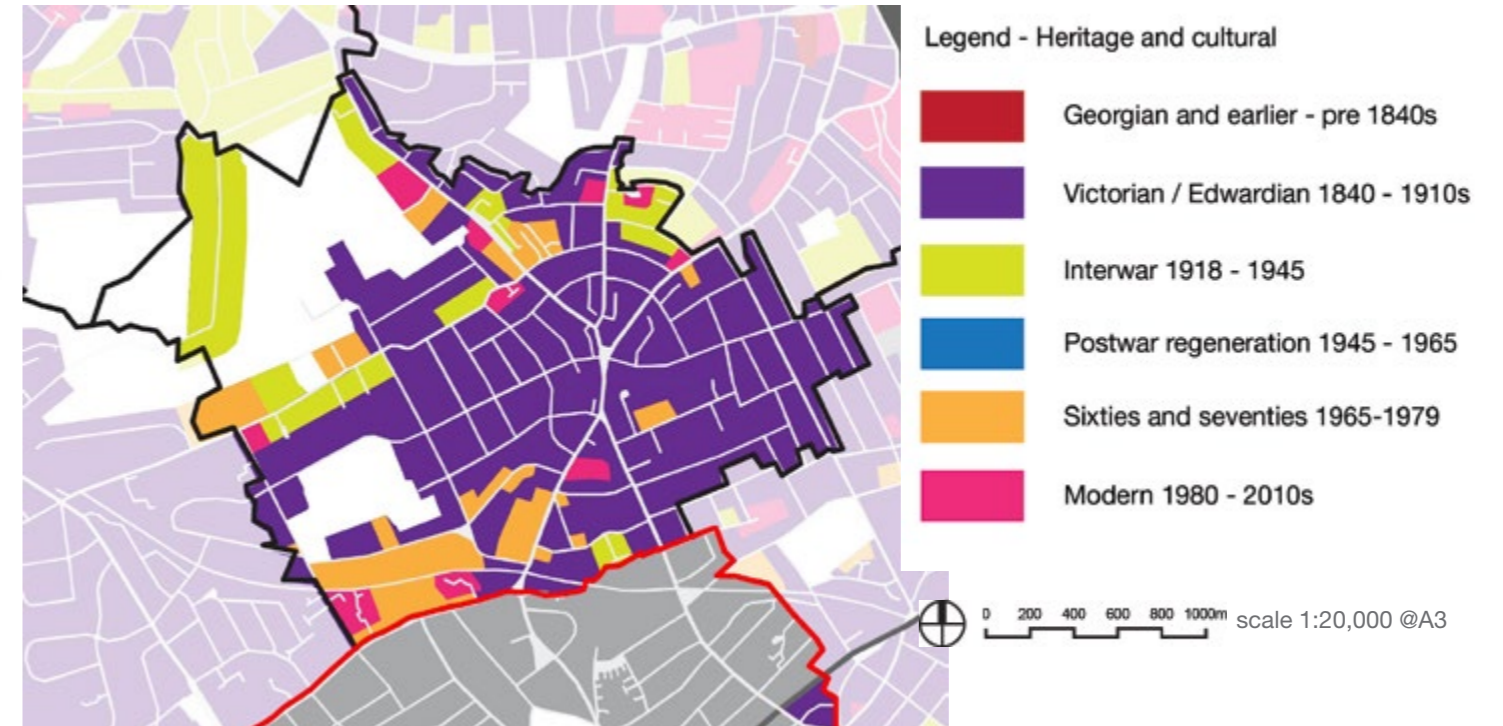 Legend - Heritage and cultural
Georgian and earlier - pre 1840s
Victorian / Edwardian 1840 - 1910s
Interwar 1918 - 1945
Postwar regeneration 1945 - 1965
Sixties and seventies 1965-1979
Modern 1980 - 2010s
0 200 400 600 800 1000m scale 1:20,000 @A3